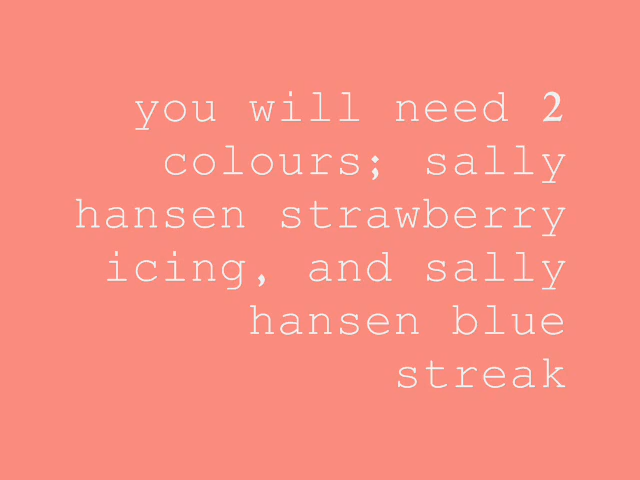 you will need 2
colours; sally
hansen strawberry
icing, and sally
hansen blue
streak